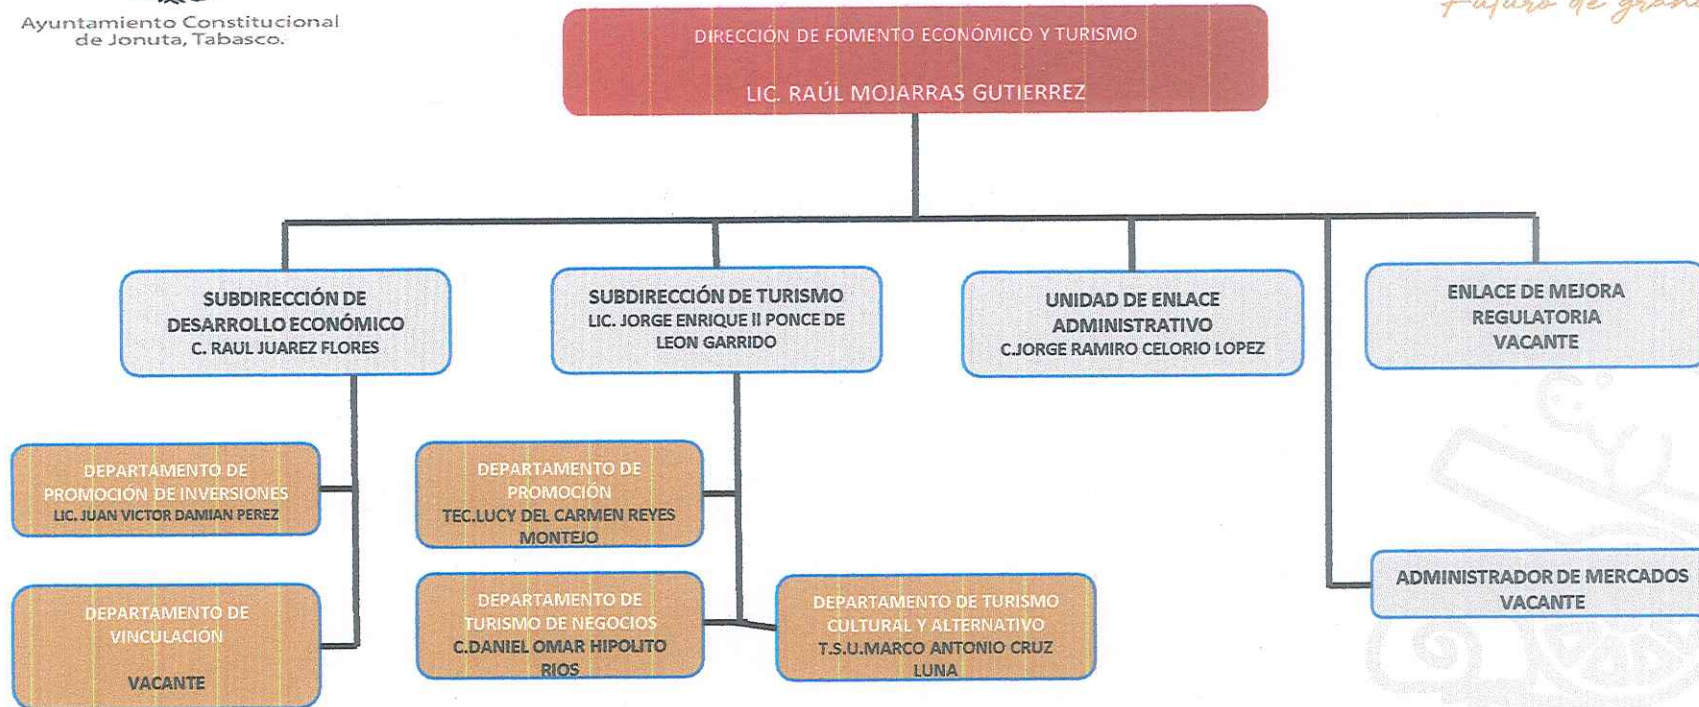 Ayuntamiento Constitucional
de Jonuta, Tabasco.
Futuro de
DIRECCIÓN DE FOMENTO ECONÓMICO Y TURISMO
LIC. RAÚL MOJARRAS GUTIERREZ
SUBDIRECCIÓN DE
DESARROLLO ECONÓMICO
C. RAUL JUAREZ FLORES
SUBDIRECCIÓN DE TURISMO
LIC. JORGE ENRIQUE II PONCE DE
LEON GARRIDO
UNIDAD DE ENLACE
ADMINISTRATIVO
C.JORGE RAMIRO CELORIO LOPEZ
ENLACE DE MEJORA
REGULATORIA
VACANTE
DEPARTAMENTO DE
PROMOCIÓN DE INVERSIONES
LIC. JUAN VICTOR DAMIAN PEREZ
DEPARTAMENTO DE
PROMOCIÓN
TEC.LUCY DEL CARMEN REYES
MONTEJO
DEPARTAMENTO DE
VINCULACIÓN
VACANTE
DEPARTAMENTO DE
TURISMO DE NEGOCIOS
C.DANIEL OMAR HIPOLITO
RIOS
DEPARTAMENTO DE TURISMO
CULTURAL Y ALTERNATIVO
T.S.U.MARCO ANTONIO CRUZ
LUNA
ADMINISTRADOR DE MERCADOS
VACANTE